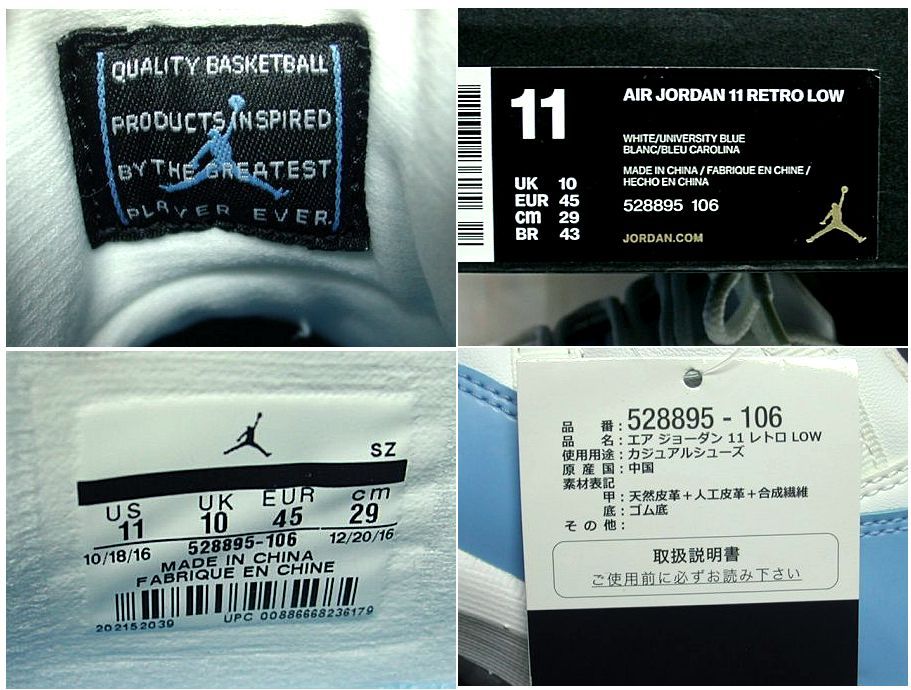 QUALITY BASKETBALL
PRODUCTS INSPIRED
BY THE GREATEST
PLAYER EVER.
11
AIR JORDAN 11 RETRO LOW
WHITE/UNIVERSITY BLUE
BLANC/BLEU CAROLINA
MADE IN CHINA / FABRIQUE EN CHINE /
HECHO EN CHINA
528895 106
UK 10
EUR 45
cm 29
BR 43
JORDAN.COM
SZ
US UK EUR cm
11 10 45 29
10/18/16 528895-106 12/20/16
MADE IN CHINA
FABRIQUE EN CHINE
202152039 UPC 00886668236179
品 番：528895 - 106
品 名：エア ジョーダン 11 レトロ LOW
使用用途：カジュアルシューズ
原 産 国：中国
素材表記
甲：天然皮革＋人工皮革＋合成繊維
底：ゴム底
そ の 他：
取扱説明書
ご使用前に必ずお読み下さい